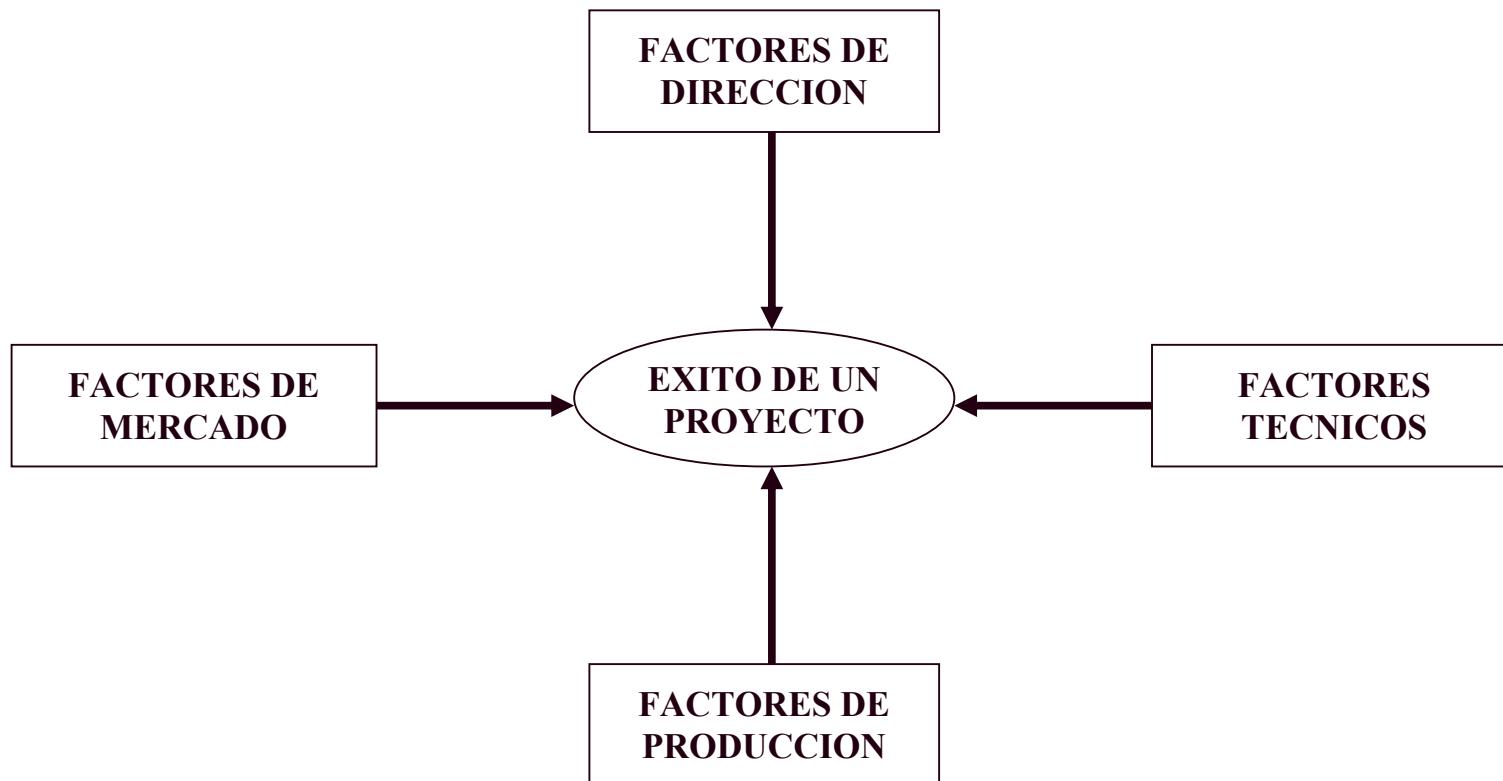 FACTORES DE
DIRECCION
FACTORES DE
MERCADO
EXITO DE UN
PROYECTO
FACTORES
TECNICOS
FACTORES DE
PRODUCCION